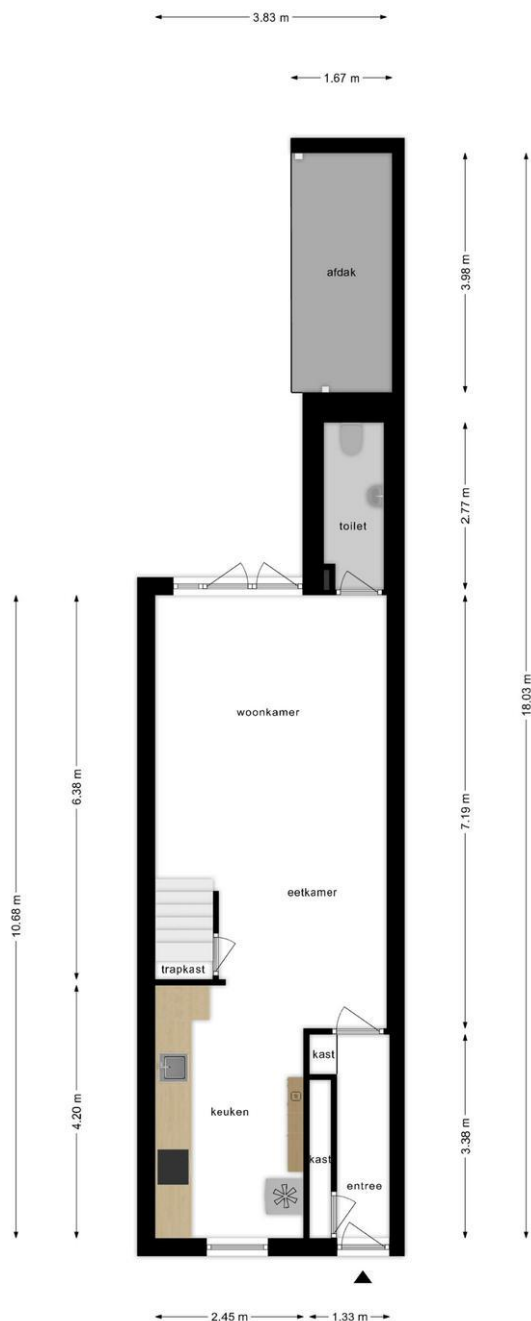 3.83 m
1.67 m
afdak
3.98 m
toilet
2.77 m
18.03 m
woonkamer
6.38 m
7.19 m
10.68 m
eetkamer
trapkast
kast
keuken
4.20 m
3.38 m
kast
entree
2.45 m
1.33 m